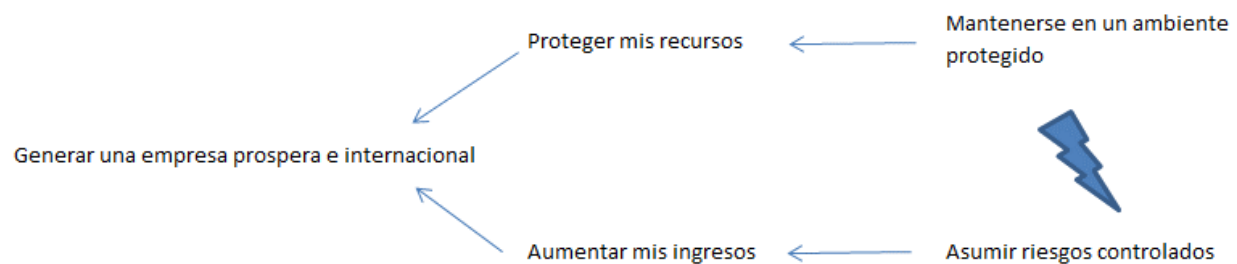 Mantenerse en un ambiente
protegido
Proteger mis recursos
Generar una empresa prospera e internacional
Aumentar mis ingresos
Asumir riesgos controlados